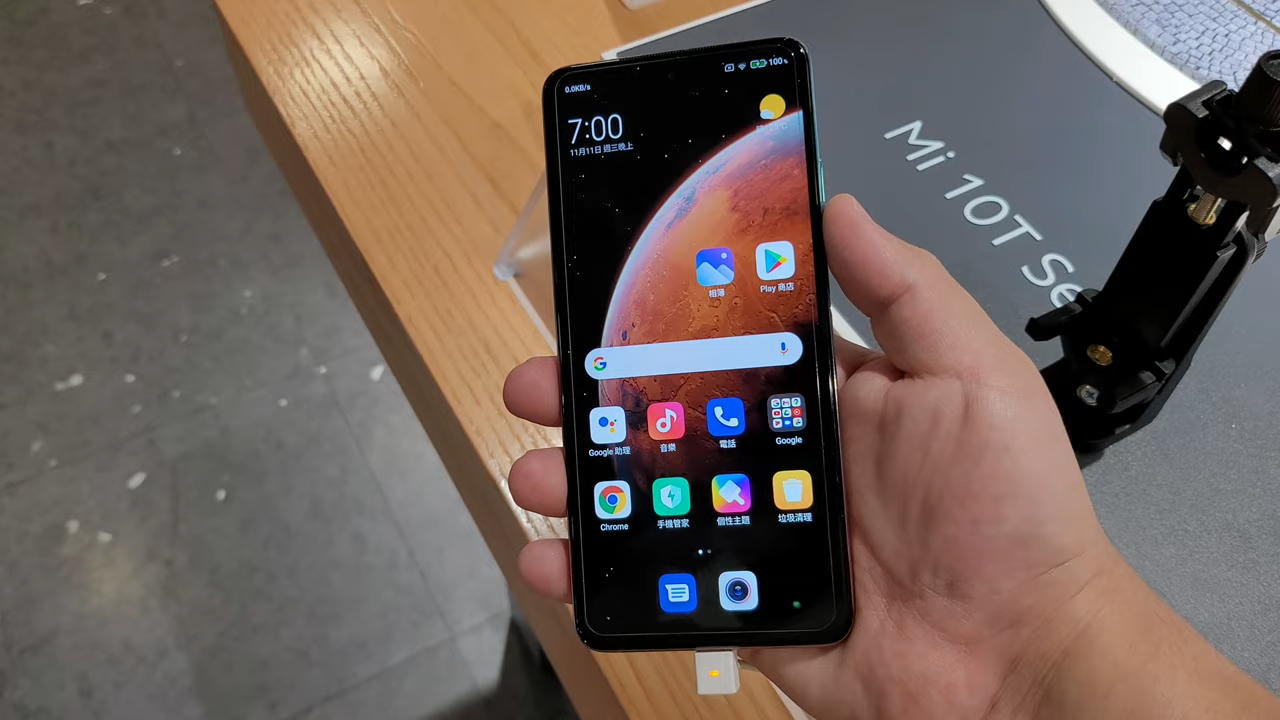 0.0KB/s
100%
7:00
11月11日 週三晚上
相簿
Play 商店
Google 助理
音樂
電話
Google
Chrome
手機管家
個性主題
垃圾清理
Mi 10T Se